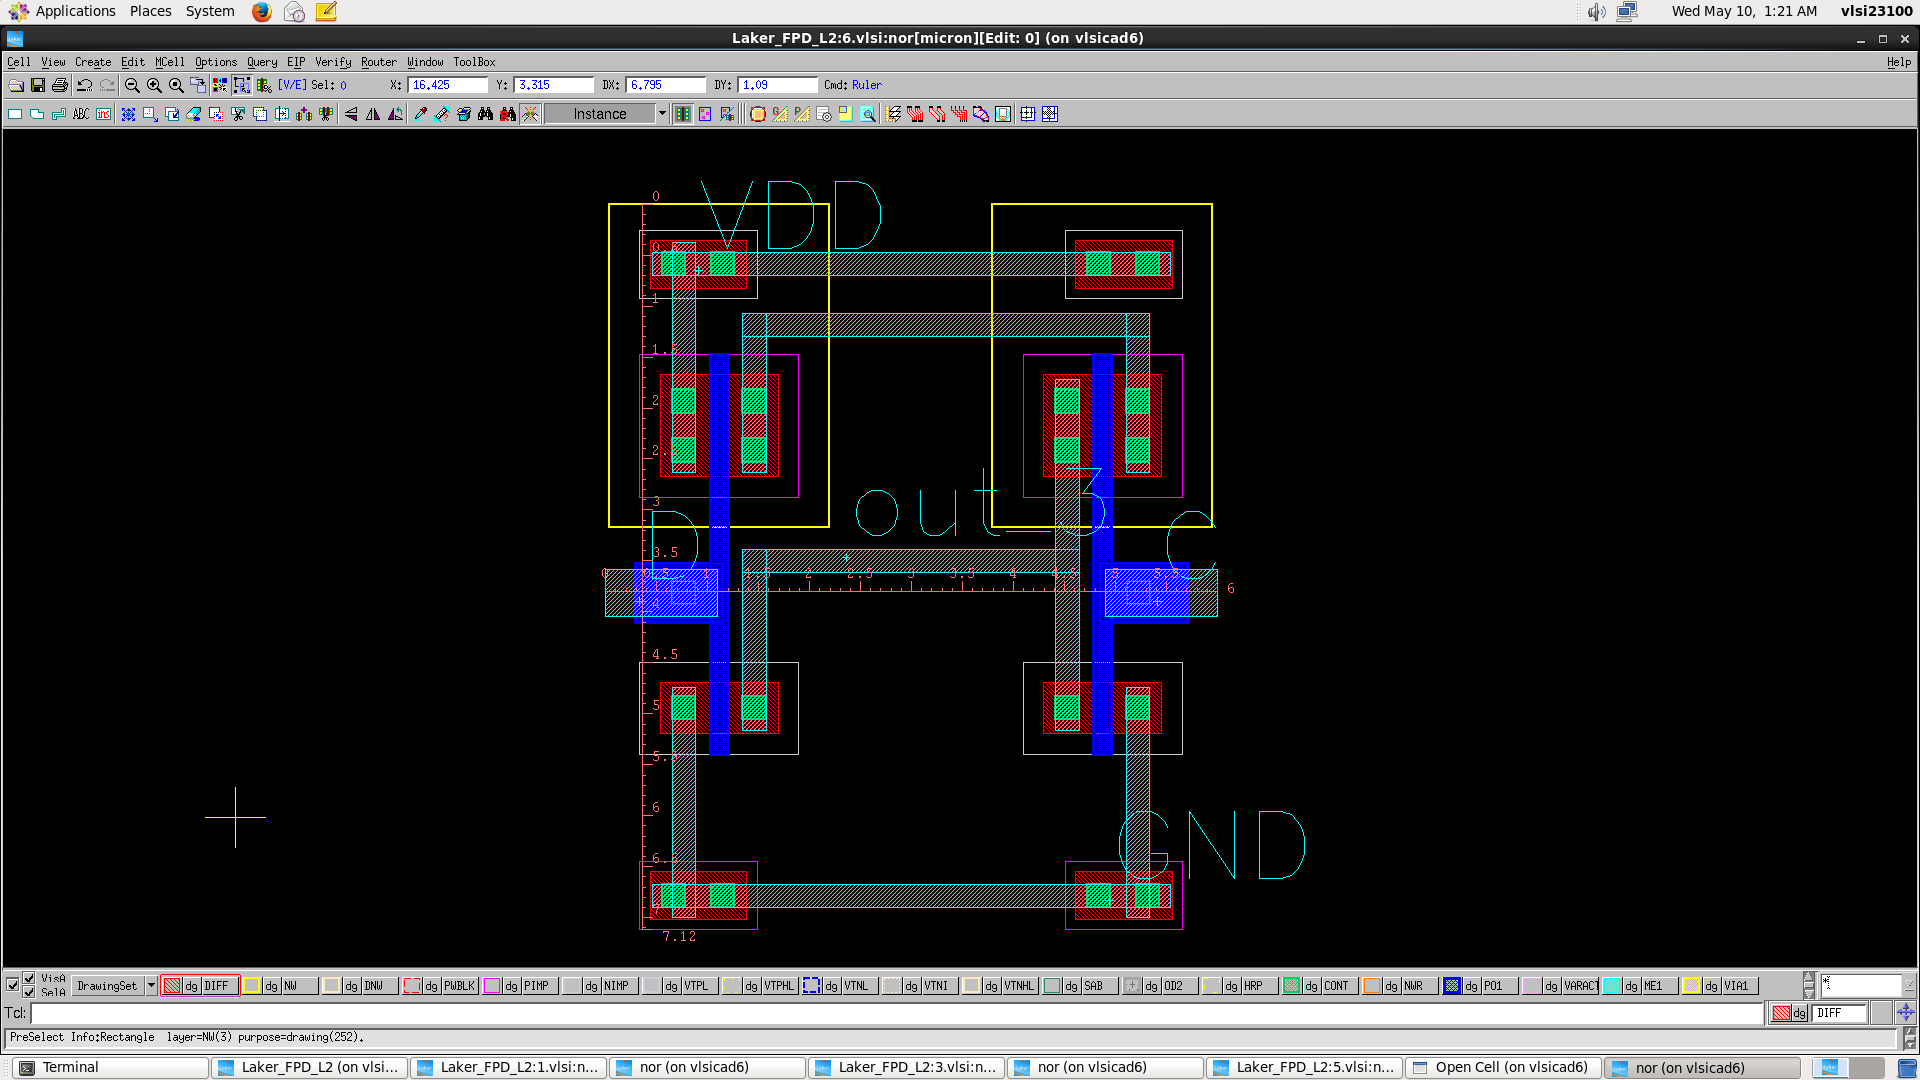 Applications Places System Wed May 10, 1:21 AM vlsi23100
Laker_FPD_L2:6.vlsi:nor[micron][Edit: 0] (on vlsicad6)
Cell View Create Edit MCell Options Query EIP Verify Router Window ToolBox Help
[V/E] Sel: 0 X: 16.425 Y: 3.315 DX: 6.795 DY: 1.09 Cmd: Ruler
ABC Instance
VDD
0
1
2
3
out_3
D
C
3.5
0 1 2 2.5 3 3.5 4 4.5 5 5.5 6
4
4.5
5
5.5
6
GND
6.5
7
7.12
VisA
SelA
DrawingSet dg DIFF dg NW dg DNW dg PWBLK dg PIMP dg NIMP dg VTPL dg VTPHL dg VTNL dg VTNI dg VTNHL dg SAB dg OD2 dg HRP dg CONT dg NWR dg PO1 dg VARACT dg ME1 dg VIA1 *
Tcl: dg DIFF
PreSelect Info:Rectangle layer=NW(3) purpose=drawing(252).
Terminal Laker_FPD_L2 (on vlsi... Laker_FPD_L2:1.vlsi:n... nor (on vlsicad6) Laker_FPD_L2:3.vlsi:n... nor (on vlsicad6) Laker_FPD_L2:5.vlsi:n... Open Cell (on vlsicad6) nor (on vlsicad6)